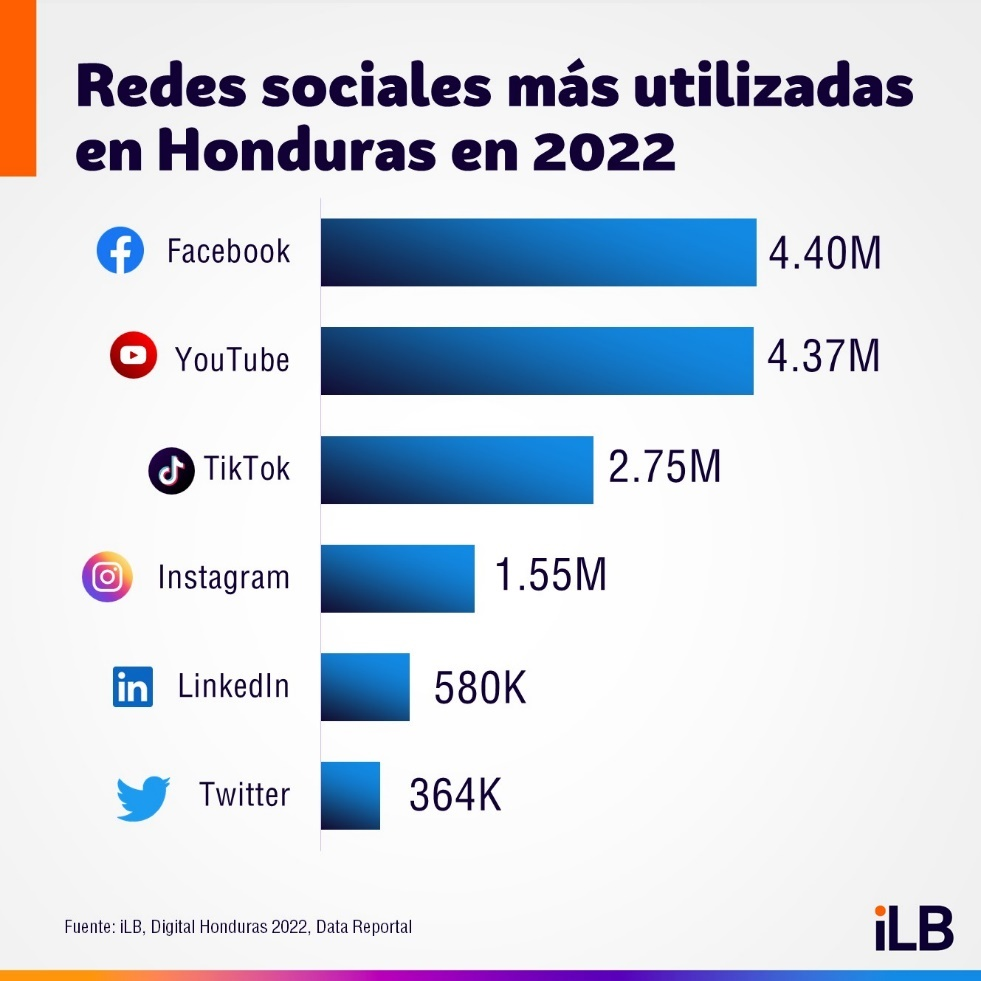 Redes sociales más utilizadas
en Honduras en 2022
Facebook 4.40M
YouTube 4.37M
TikTok 2.75M
Instagram 1.55M
in LinkedIn 580K
Twitter 364K
Fuente: iLB, Digital Honduras 2022, Data Reportal
iLB